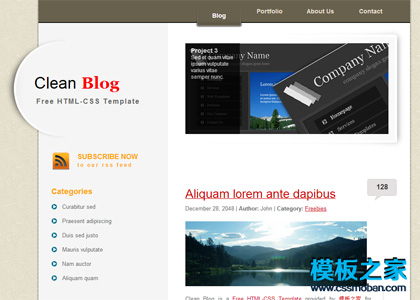 Blog
Portfolio
About Us
Contact
Clean Blog
Free HTML-CSS Template
Project 3
Sed et quam vitae
ipsum vulputate
varius vitae
semper nunc.
Company Name
Company Name
Homepage
Services
Templates
SUBSCRIBE NOW
to our rss feed
Categories
Curabitur sed
Praesent adipiscing
Duis sed justo
Mauris vulputate
Nam auctor
Aliquam quam
Aliquam lorem ante dapibus
128
December 28, 2048 | Author: John | Category: Freebies
Clean Blog is a Free HTML CSS Template provided by 模板之家
模板之家
www.cssmoban.com